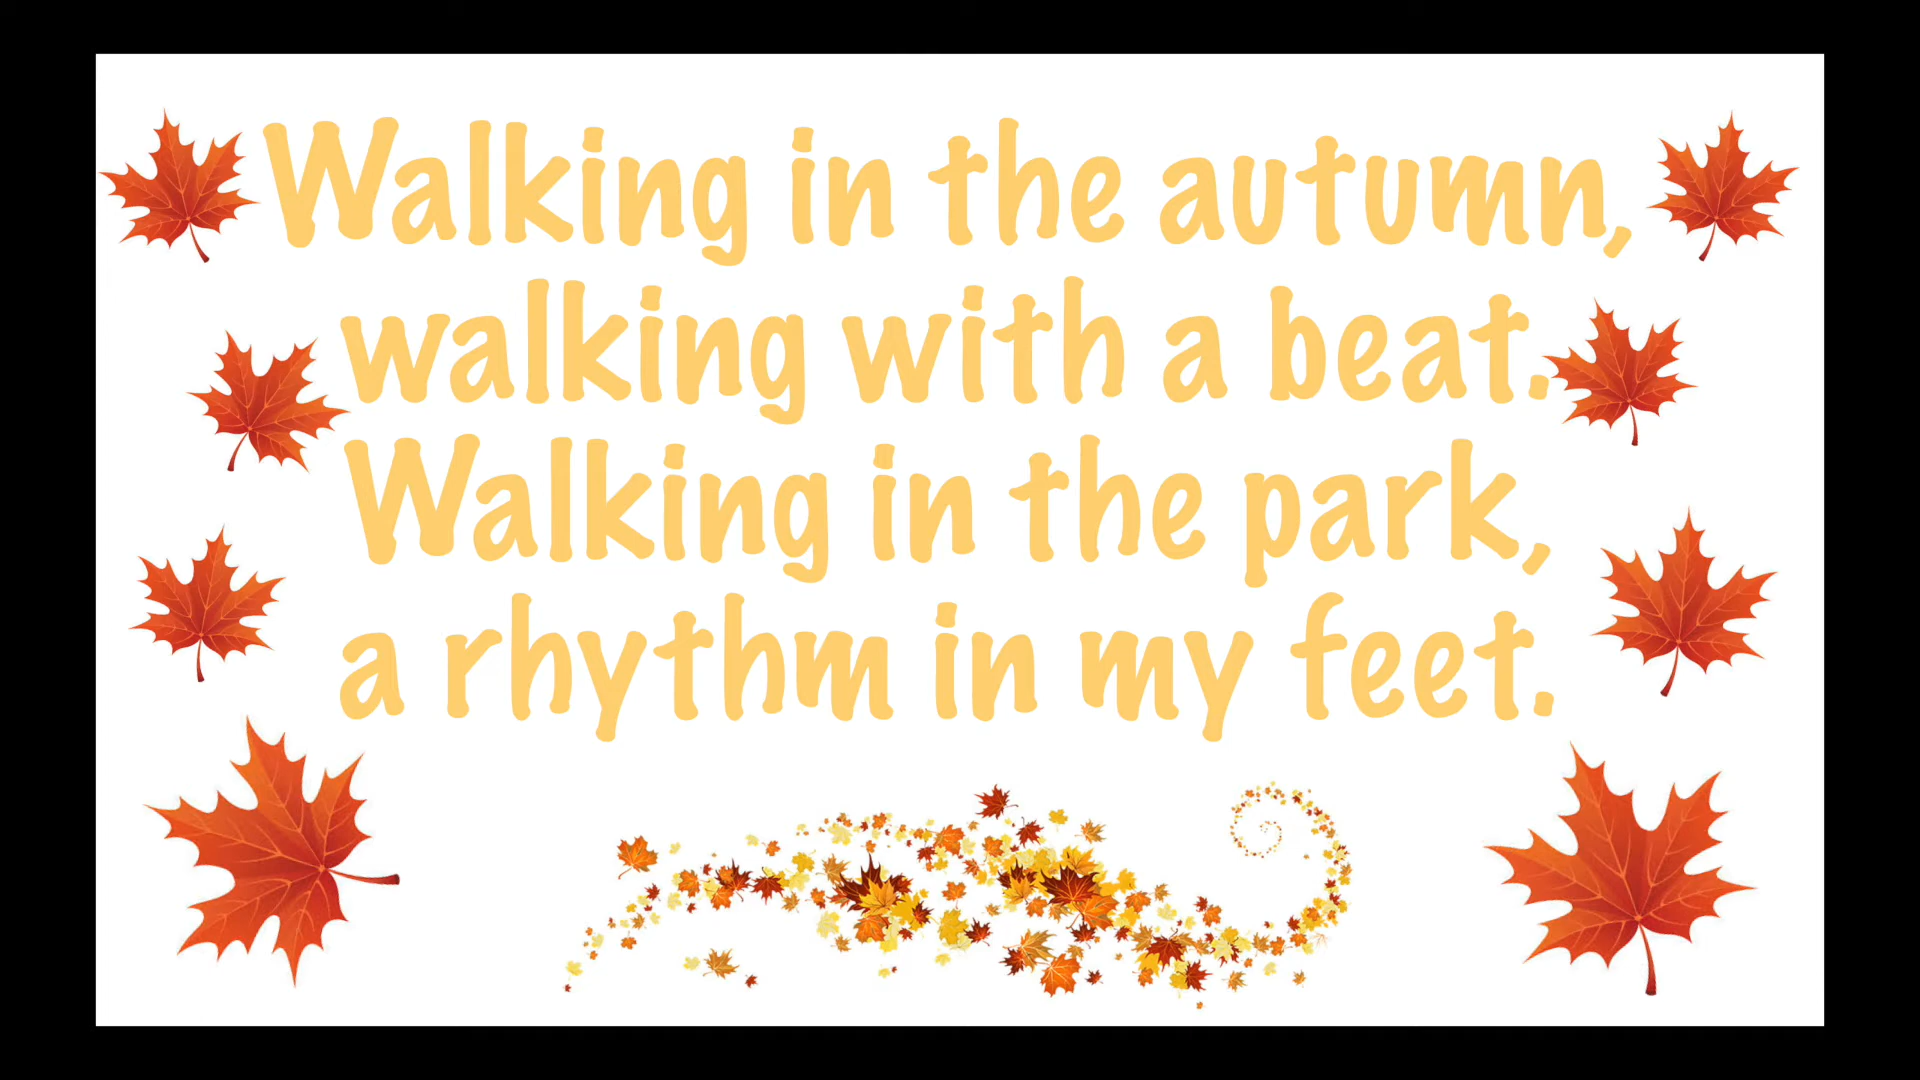 Walking in the autumn,
walking with a beat.
Walking in the park,
a rhythm in my feet.